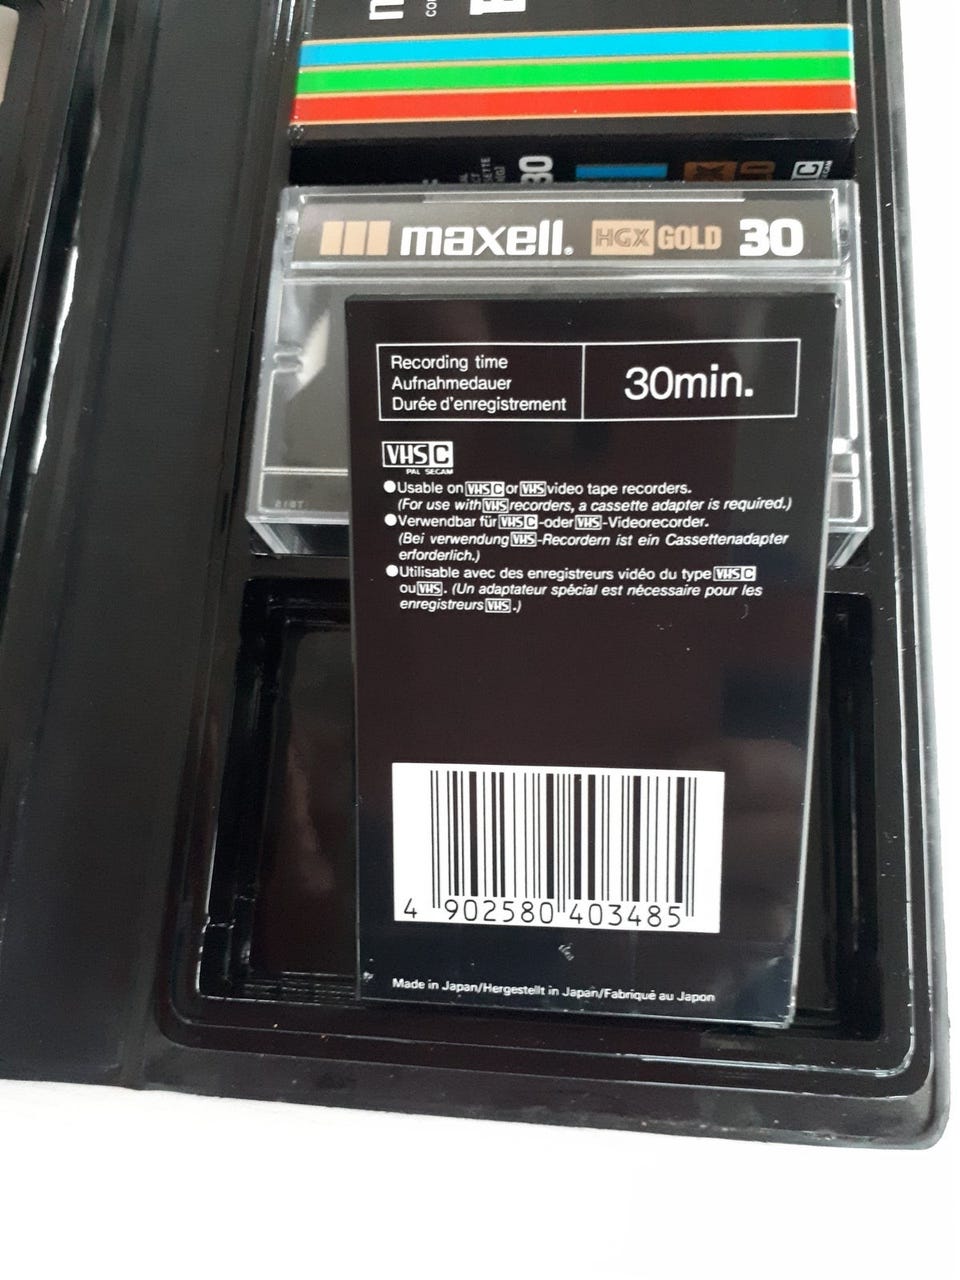 30
maxell. HGX GOLD 30
Recording time
Aufnahmedauer
Durée d'enregistrement
30min.
VHS C
PAL SECAM
●Usable on VHS C or VHS video tape recorders.
(For use with VHS recorders, a cassette adapter is required.)
●Verwendbar für VHS C -oder VHS -Videorecorder.
(Bei verwendung VHS -Recordern ist ein Cassettenadapter
erforderlich.)
●Utilisable avec des enregistreurs vidéo du type VHS C
ou VHS . (Un adaptateur spécial est nécessaire pour les
enregistreurs VHS .)
4 902580 403485
Made in Japan/Hergestellt in Japan/Fabriqué au Japon